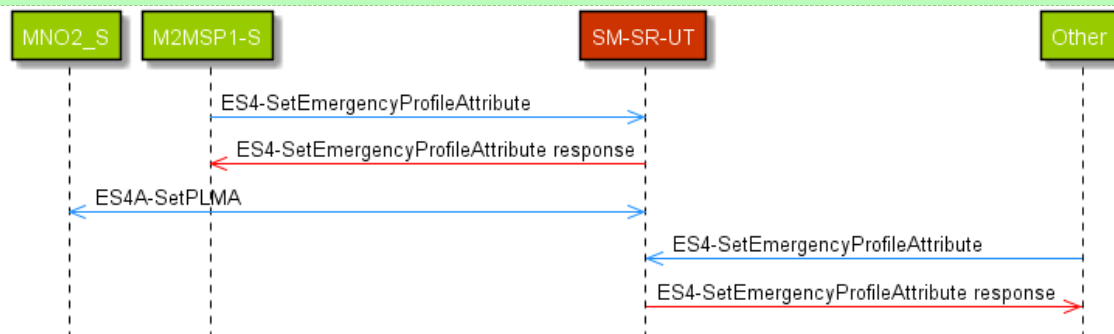 MNO2_S
M2MSP1-S
SM-SR-UT
Other
ES4-SetEmergencyProfileAttribute
ES4-SetEmergencyProfileAttribute response
ES4A-SetPLMA
ES4-SetEmergencyProfileAttribute
ES4-SetEmergencyProfileAttribute response